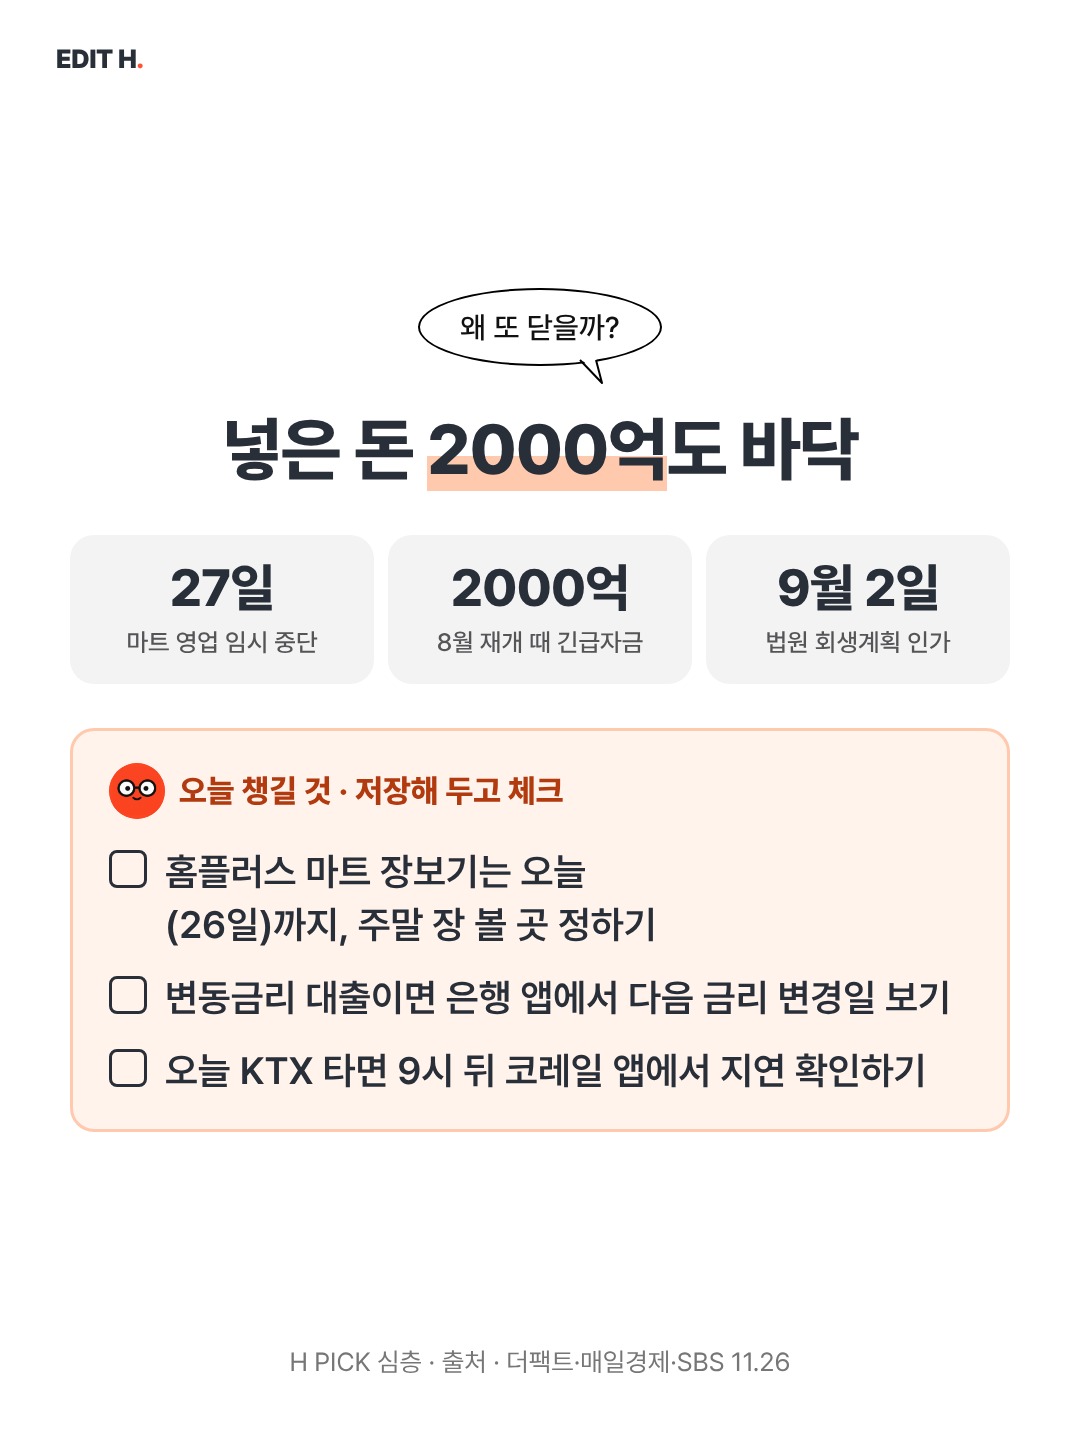 EDIT H.
왜 또 닫을까?
넣은 돈 2000억도 바닥
27일
마트 영업 임시 중단
2000억
8월 재개 때 긴급자금
9월 2일
법원 회생계획 인가
오늘 챙길 것 · 저장해 두고 체크
홈플러스 마트 장보기는 오늘
(26일)까지, 주말 장 볼 곳 정하기
변동금리 대출이면 은행 앱에서 다음 금리 변경일 보기
오늘 KTX 타면 9시 뒤 코레일 앱에서 지연 확인하기
H PICK 심층 · 출처 · 더팩트·매일경제·SBS 11.26